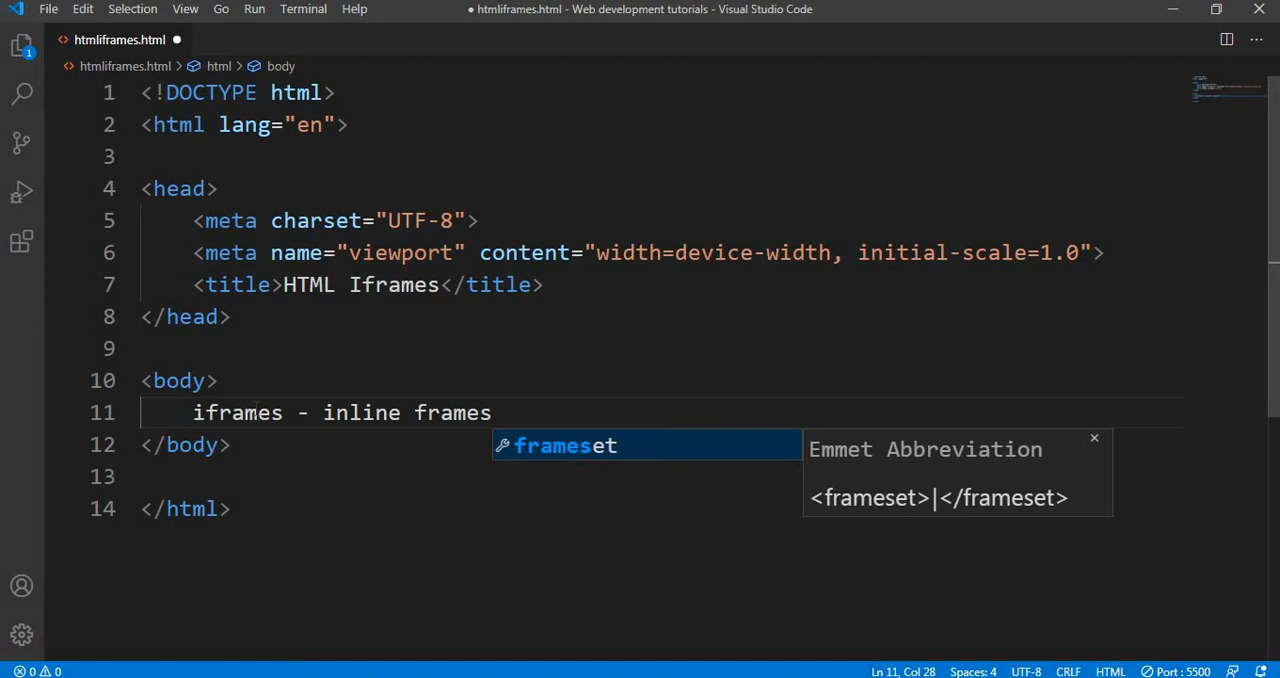 File Edit Selection View Go Run Terminal Help ● htmliframes.html - Web development tutorials - Visual Studio Code
htmliframes.html
1
htmliframes.html > html > body
1 <!DOCTYPE html>
2 <html lang="en">
3
4 <head>
5 <meta charset="UTF-8">
6 <meta name="viewport" content="width=device-width, initial-scale=1.0">
7 <title>HTML Iframes</title>
8 </head>
9
10 <body>
11 iframes - inline frames
12 </body>
frameset
Emmet Abbreviation
<frameset>|</frameset>
13
14 </html>
0 0 Ln 11, Col 28 Spaces: 4 UTF-8 CRLF HTML Port : 5500